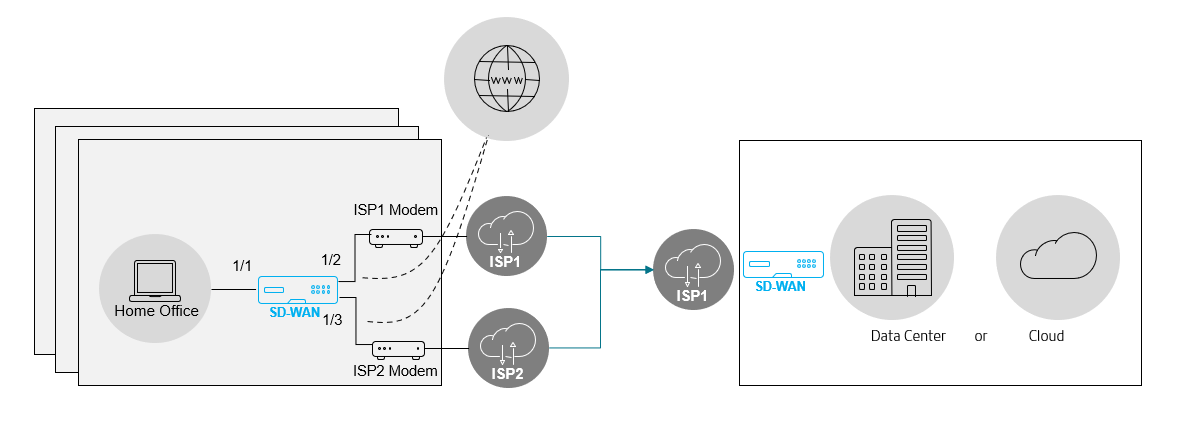 WWW
ISP1 Modem
1/1
1/2
ISP1
ISP1
Home Office
SD-WAN
1/3
SD-WAN
ISP2 Modem
ISP2
Data Center
or
Cloud